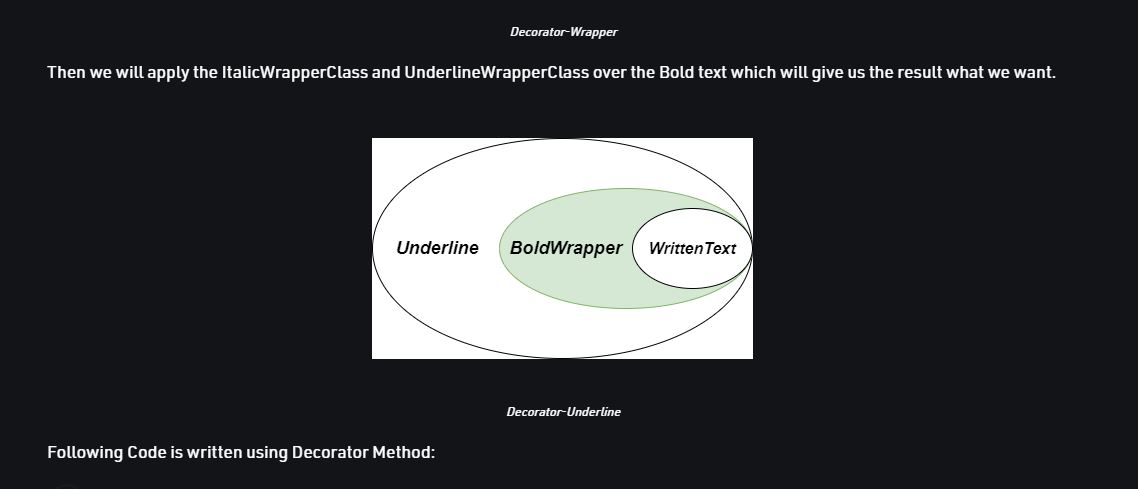 Decorator-Wrapper
Then we will apply the ItalicWrapperClass and UnderlineWrapperClass over the Bold text which will give us the result what we want.
Underline BoldWrapper WrittenText
Decorator-Underline
Following Code is written using Decorator Method: